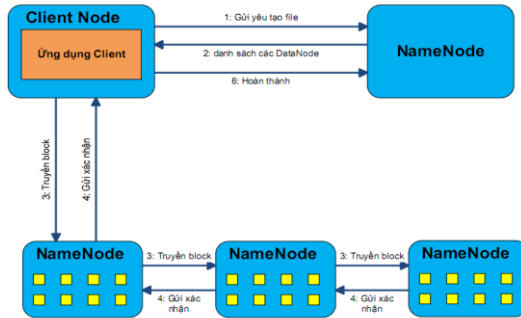 Client Node
Ứng dụng Client
1: Gửi yêu tạo file
2: danh sách các DataNode
6: Hoàn thành
NameNode
3: Truyền block
4: Gửi xác nhận
NameNode
3: Truyền block
4: Gửi xác
nhận
NameNode
3: Truyền block
4: Gửi xác
nhận
NameNode